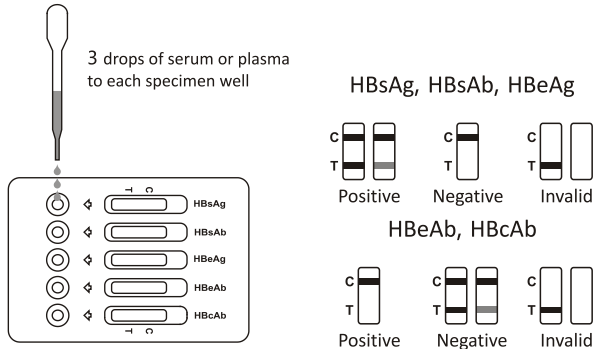 3 drops of serum or plasma
to each specimen well
T C
HBsAg
HBsAb
HBeAg
HBeAb
HBcAb
T C
HBsAg, HBsAb, HBeAg
C
T
C
T
C
T
Positive Negative Invalid
HBeAb, HBcAb
C
T
C
T
C
T
Positive Negative Invalid